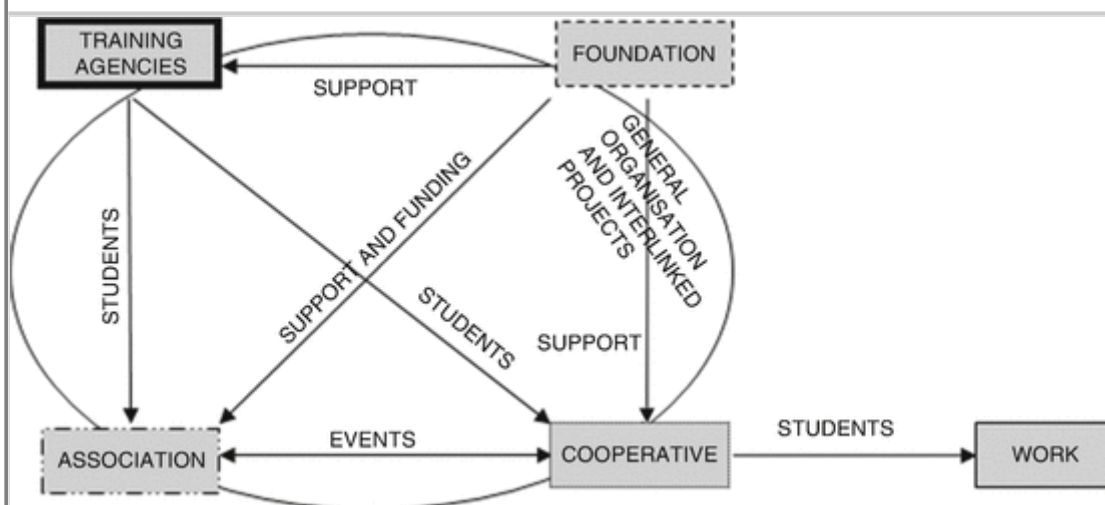 TRAINING
AGENCIES
FOUNDATION
SUPPORT
GENERAL
ORGANISATION
AND INTERLINKED
PROJECTS
STUDENTS
SUPPORT AND FUNDING
STUDENTS
SUPPORT
ASSOCIATION
EVENTS
COOPERATIVE
STUDENTS
WORK